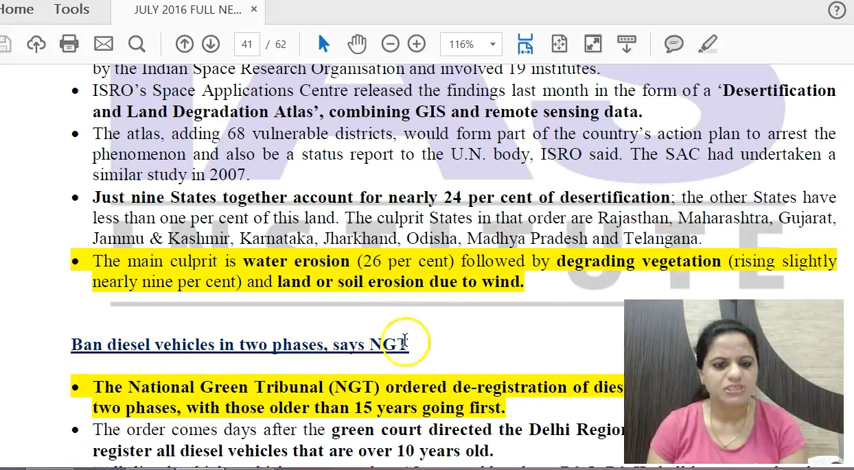 Home Tools JULY 2016 FULL NE... ×
41 / 62 116%
by the Indian Space Research Organisation and involved 19 institutes.
• ISRO's Space Applications Centre released the findings last month in the form of a 'Desertification
and Land Degradation Atlas', combining GIS and remote sensing data.
• The atlas, adding 68 vulnerable districts, would form part of the country's action plan to arrest the
phenomenon and also be a status report to the U.N. body, ISRO said. The SAC had undertaken a
similar study in 2007.
• Just nine States together account for nearly 24 per cent of desertification; the other States have
less than one per cent of this land. The culprit States in that order are Rajasthan, Maharashtra, Gujarat,
Jammu & Kashmir, Karnataka, Jharkhand, Odisha, Madhya Pradesh and Telangana.
• The main culprit is water erosion (26 per cent) followed by degrading vegetation (rising slightly
nearly nine per cent) and land or soil erosion due to wind.
Ban diesel vehicles in two phases, says NGT
• The National Green Tribunal (NGT) ordered de-registration of dies
two phases, with those older than 15 years going first.
• The order comes days after the green court directed the Delhi Region
register all diesel vehicles that are over 10 years old.
IAS
INSTITUTE